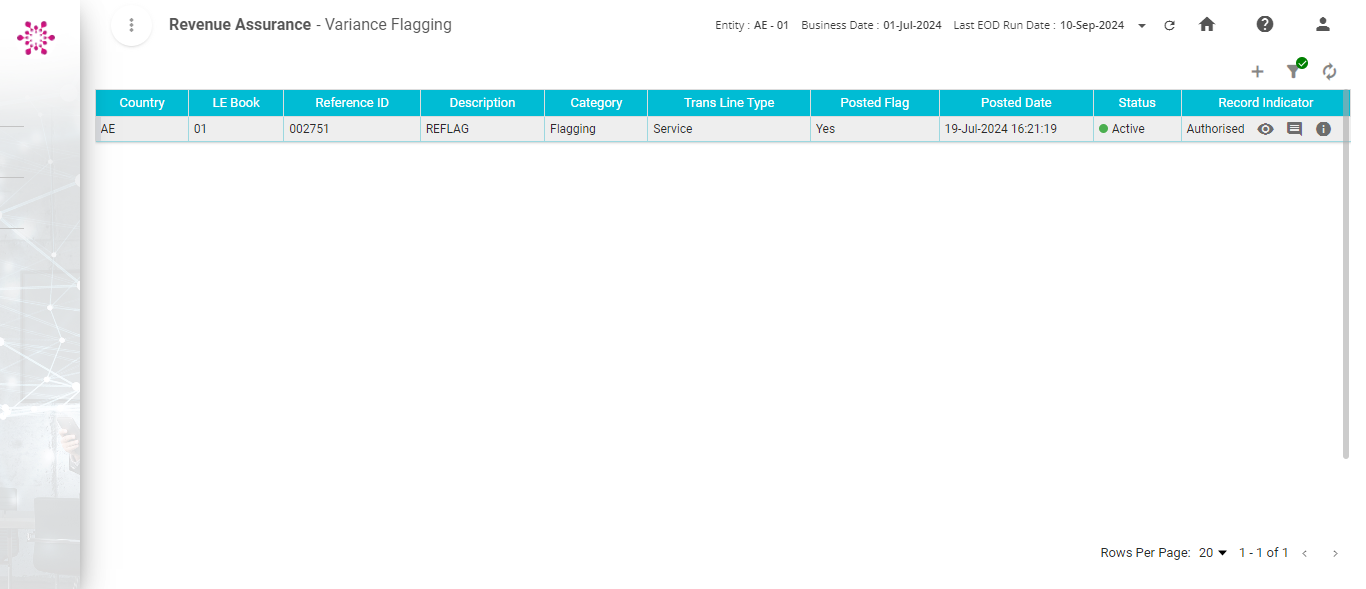 Revenue Assurance - Variance Flagging Entity : AE - 01 Business Date : 01-Jul-2024 Last EOD Run Date : 10-Sep-2024
Country LE Book Reference ID Description Category Trans Line Type Posted Flag Posted Date Status Record Indicator
AE 01 002751 REFLAG Flagging Service Yes 19-Jul-2024 16:21:19 Active Authorised
Rows Per Page: 20 1 - 1 of 1